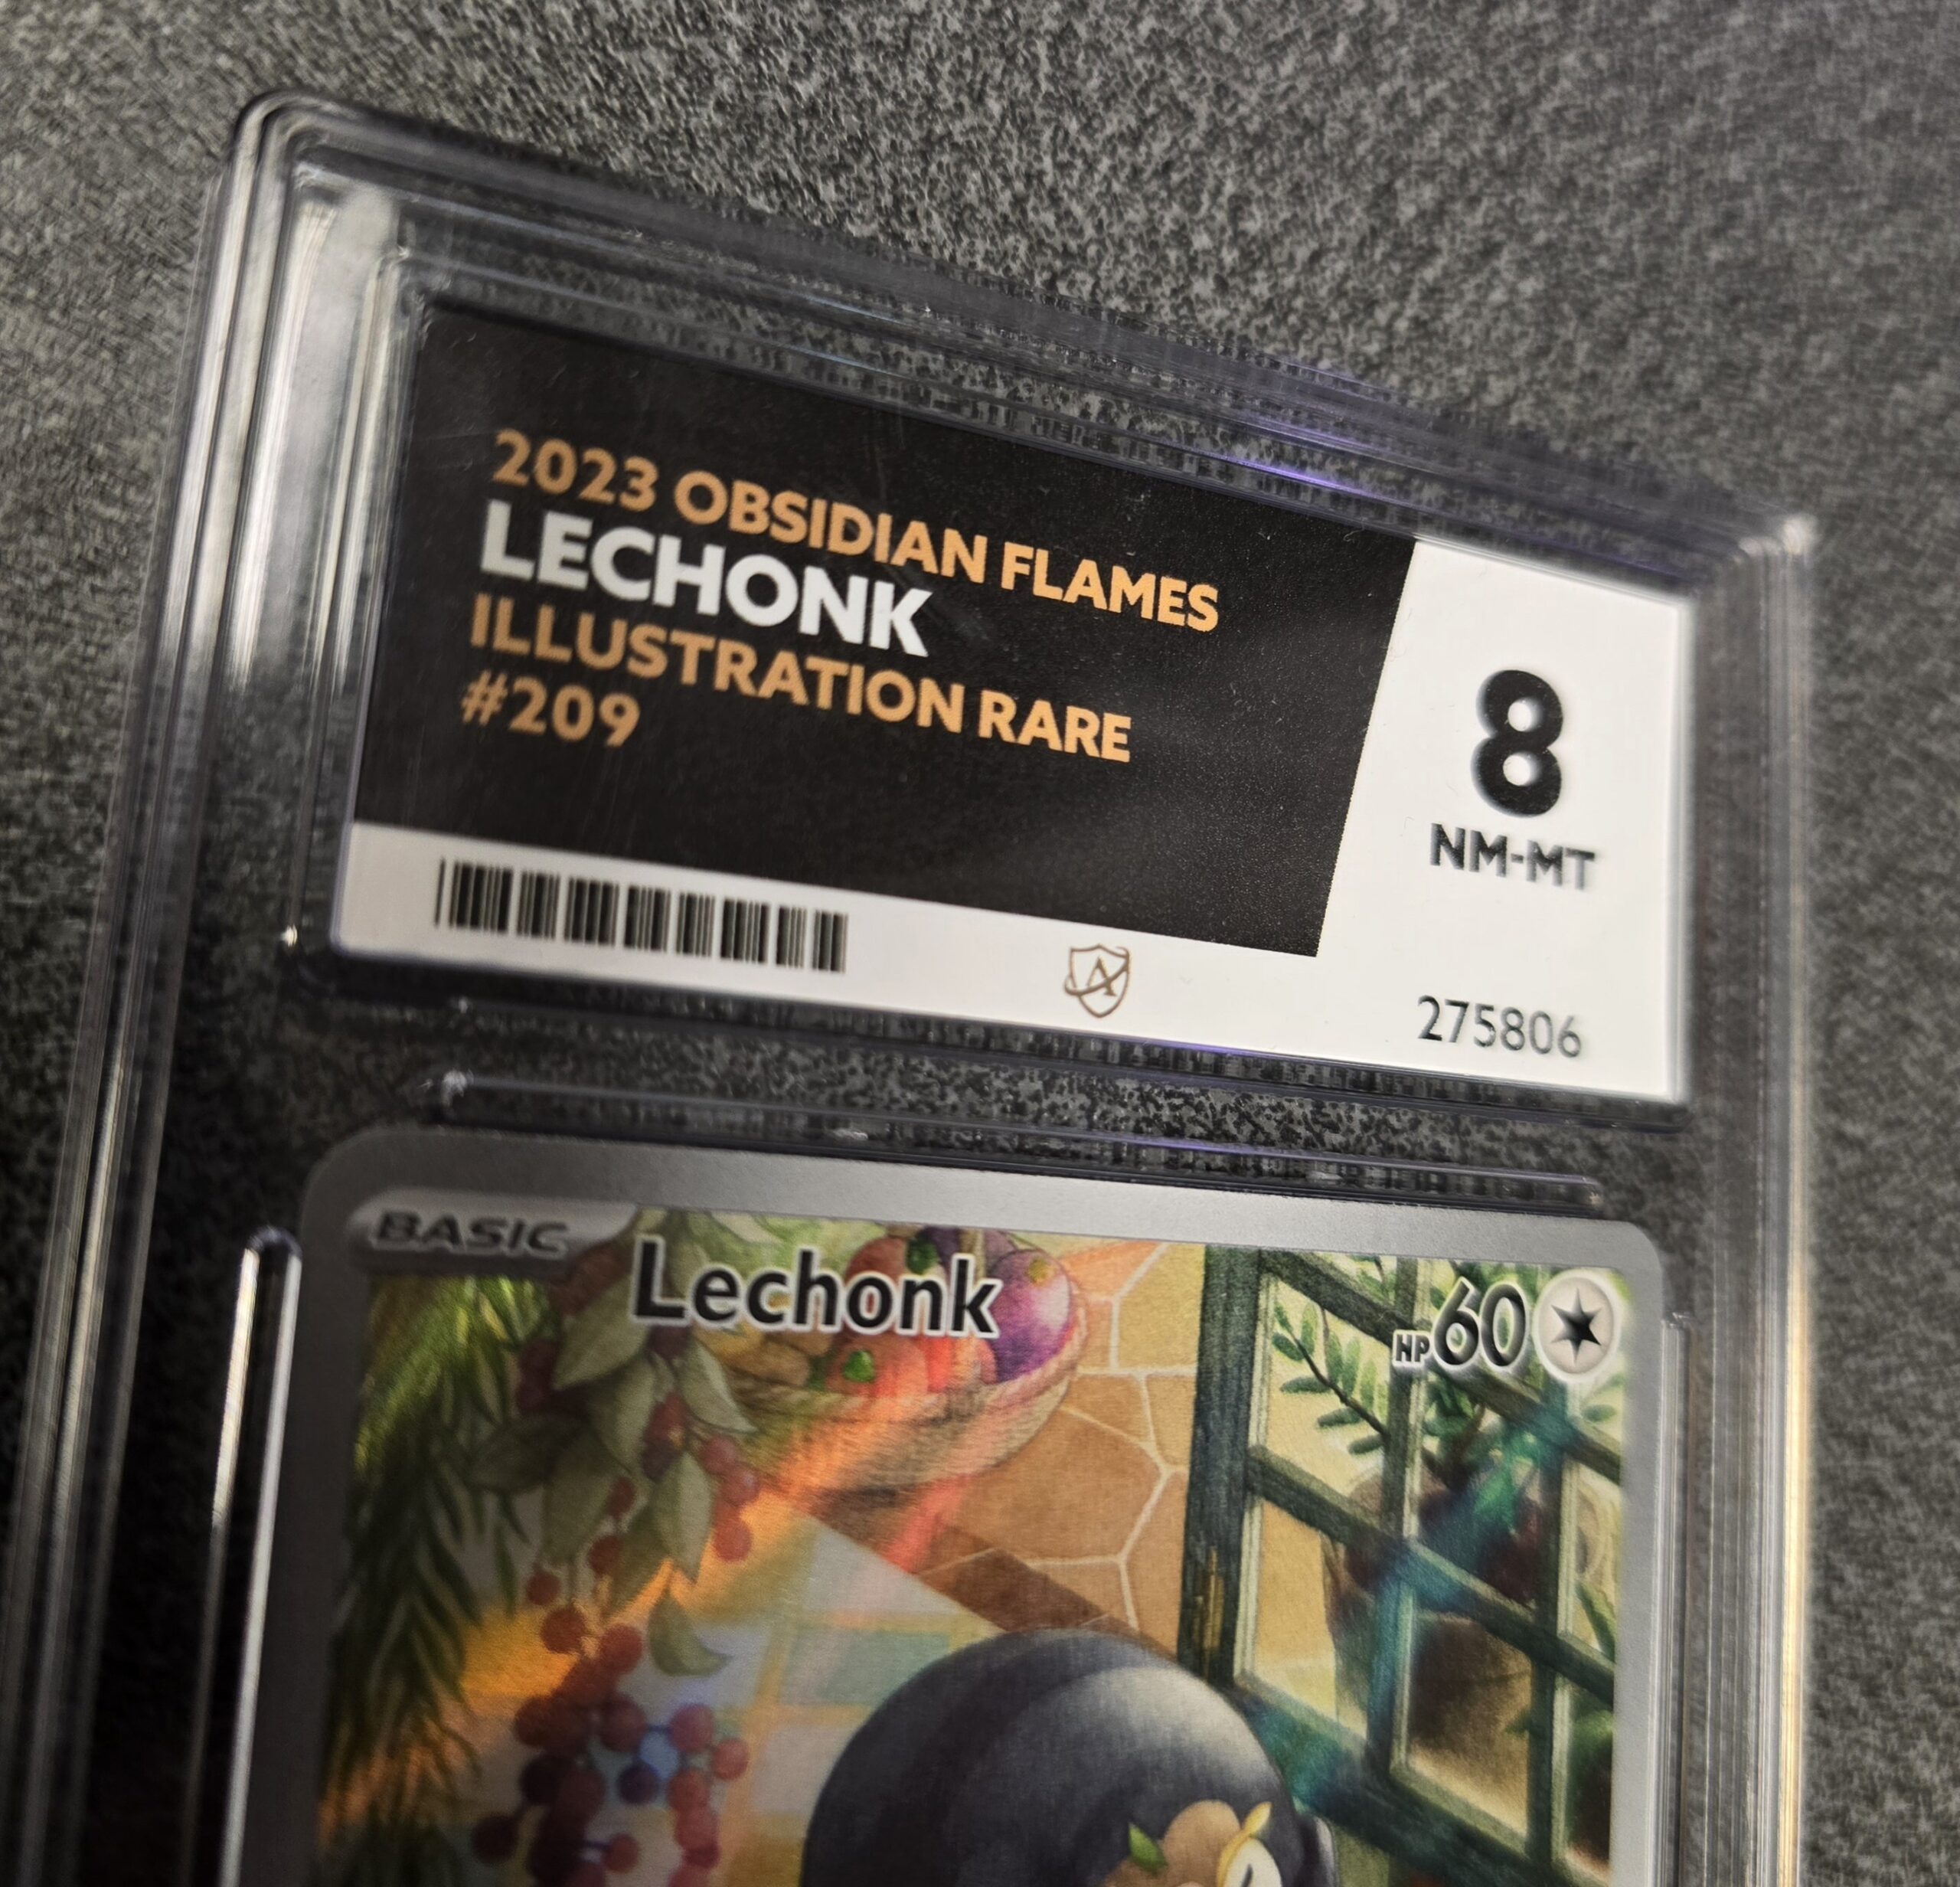 2023 OBSIDIAN FLAMES
LECHONK
ILLUSTRATION RARE
#209
8
NM-MT
A
275806
BASIC
Lechonk
HP60